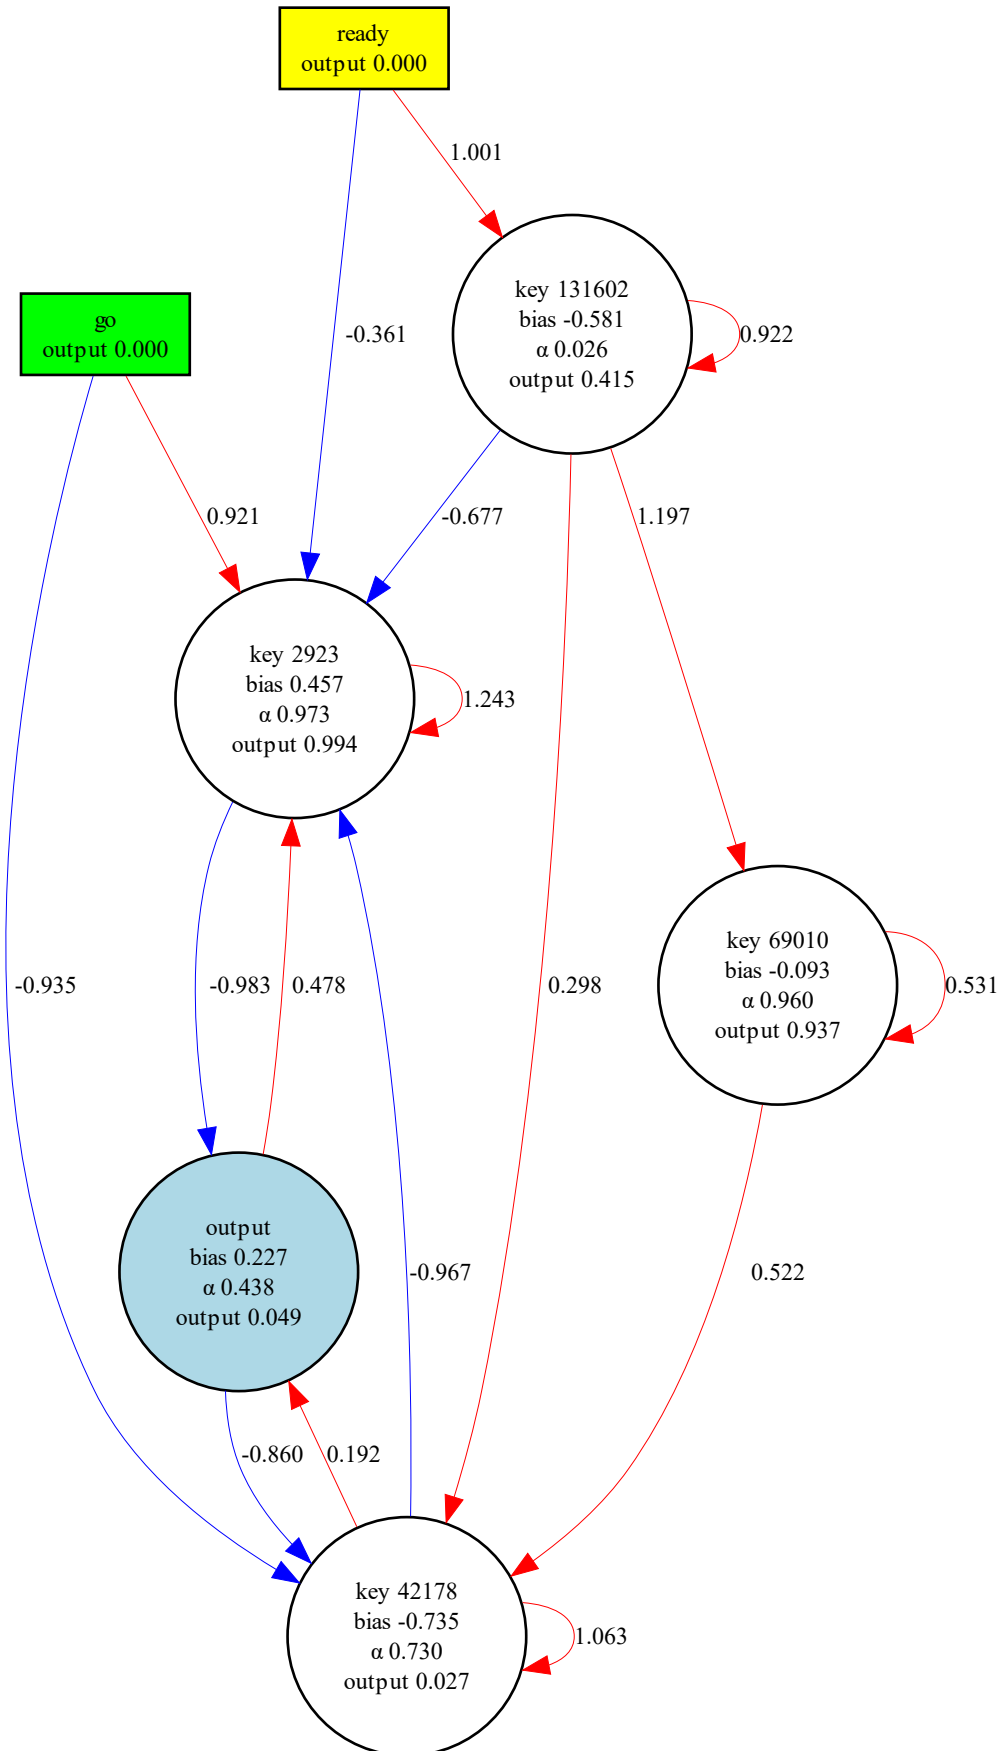 ready
output 0.000
1.001
go
output 0.000
-0.361
key 131602
bias -0.581
α 0.026
output 0.415
0.922
0.921
-0.677
1.197
key 2923
bias 0.457
α 0.973
output 0.994
1.243
-0.935
-0.983
0.478
0.298
key 69010
bias -0.093
α 0.960
output 0.937
0.531
output
bias 0.227
α 0.438
output 0.049
-0.967
0.522
-0.860
0.192
key 42178
bias -0.735
α 0.730
output 0.027
1.063